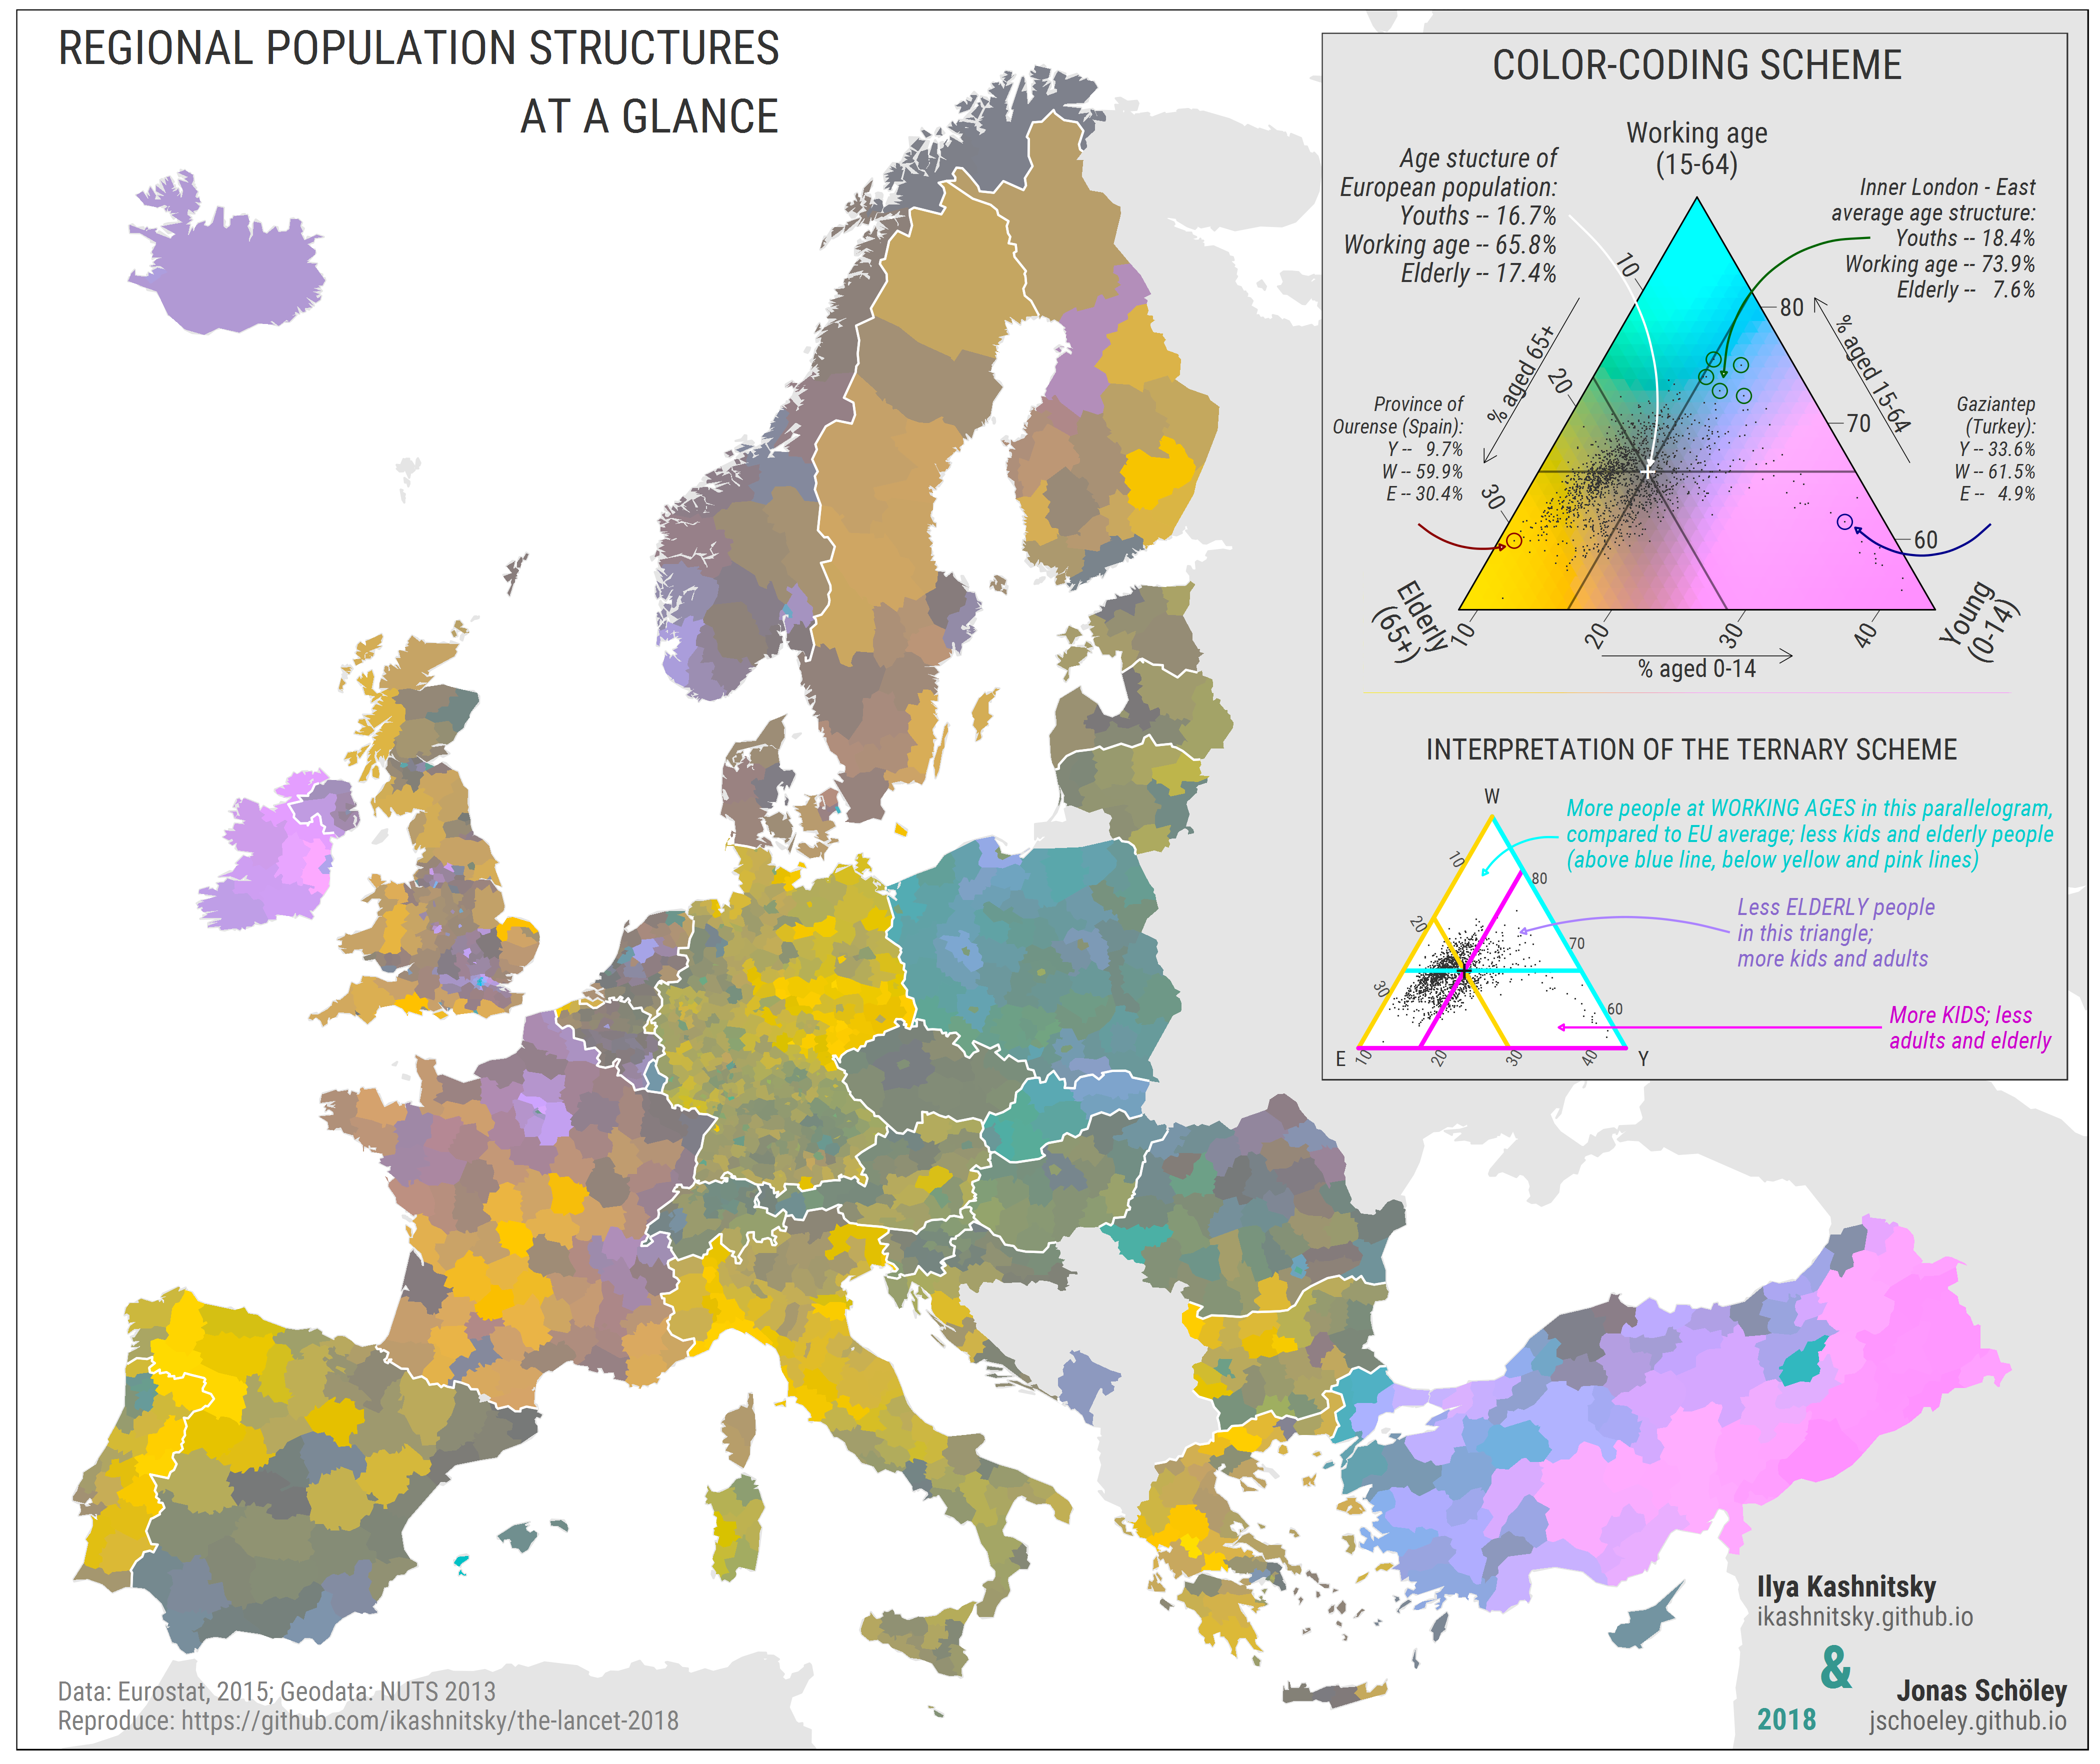 REGIONAL POPULATION STRUCTURES
AT A GLANCE
COLOR-CODING SCHEME
Working age
(15-64)
Age stucture of
European population:
Youths -- 16.7%
Working age -- 65.8%
Elderly -- 17.4%
Inner London - East
average age structure:
Youths -- 18.4%
Working age -- 73.9%
Elderly -- 7.6%
10
20
30
% aged 65+
80
70
60
% aged 15-64
Province of
Ourense (Spain):
Y -- 9.7%
W -- 59.9%
E -- 30.4%
Gaziantep
(Turkey):
Y -- 33.6%
W -- 61.5%
E -- 4.9%
Elderly
(65+)
Young
(0-14)
10
20
30
40
% aged 0-14
INTERPRETATION OF THE TERNARY SCHEME
W
More people at WORKING AGES in this parallelogram,
compared to EU average; less kids and elderly people
(above blue line, below yellow and pink lines)
10
20
30
80
70
60
Less ELDERLY people
in this triangle;
more kids and adults
More KIDS; less
adults and elderly
E
10
20
30
40
Y
Ilya Kashnitsky
ikashnitsky.github.io
&
Jonas Schöley
2018
jschoeley.github.io
Data: Eurostat, 2015; Geodata: NUTS 2013
Reproduce: https://github.com/ikashnitsky/the-lancet-2018